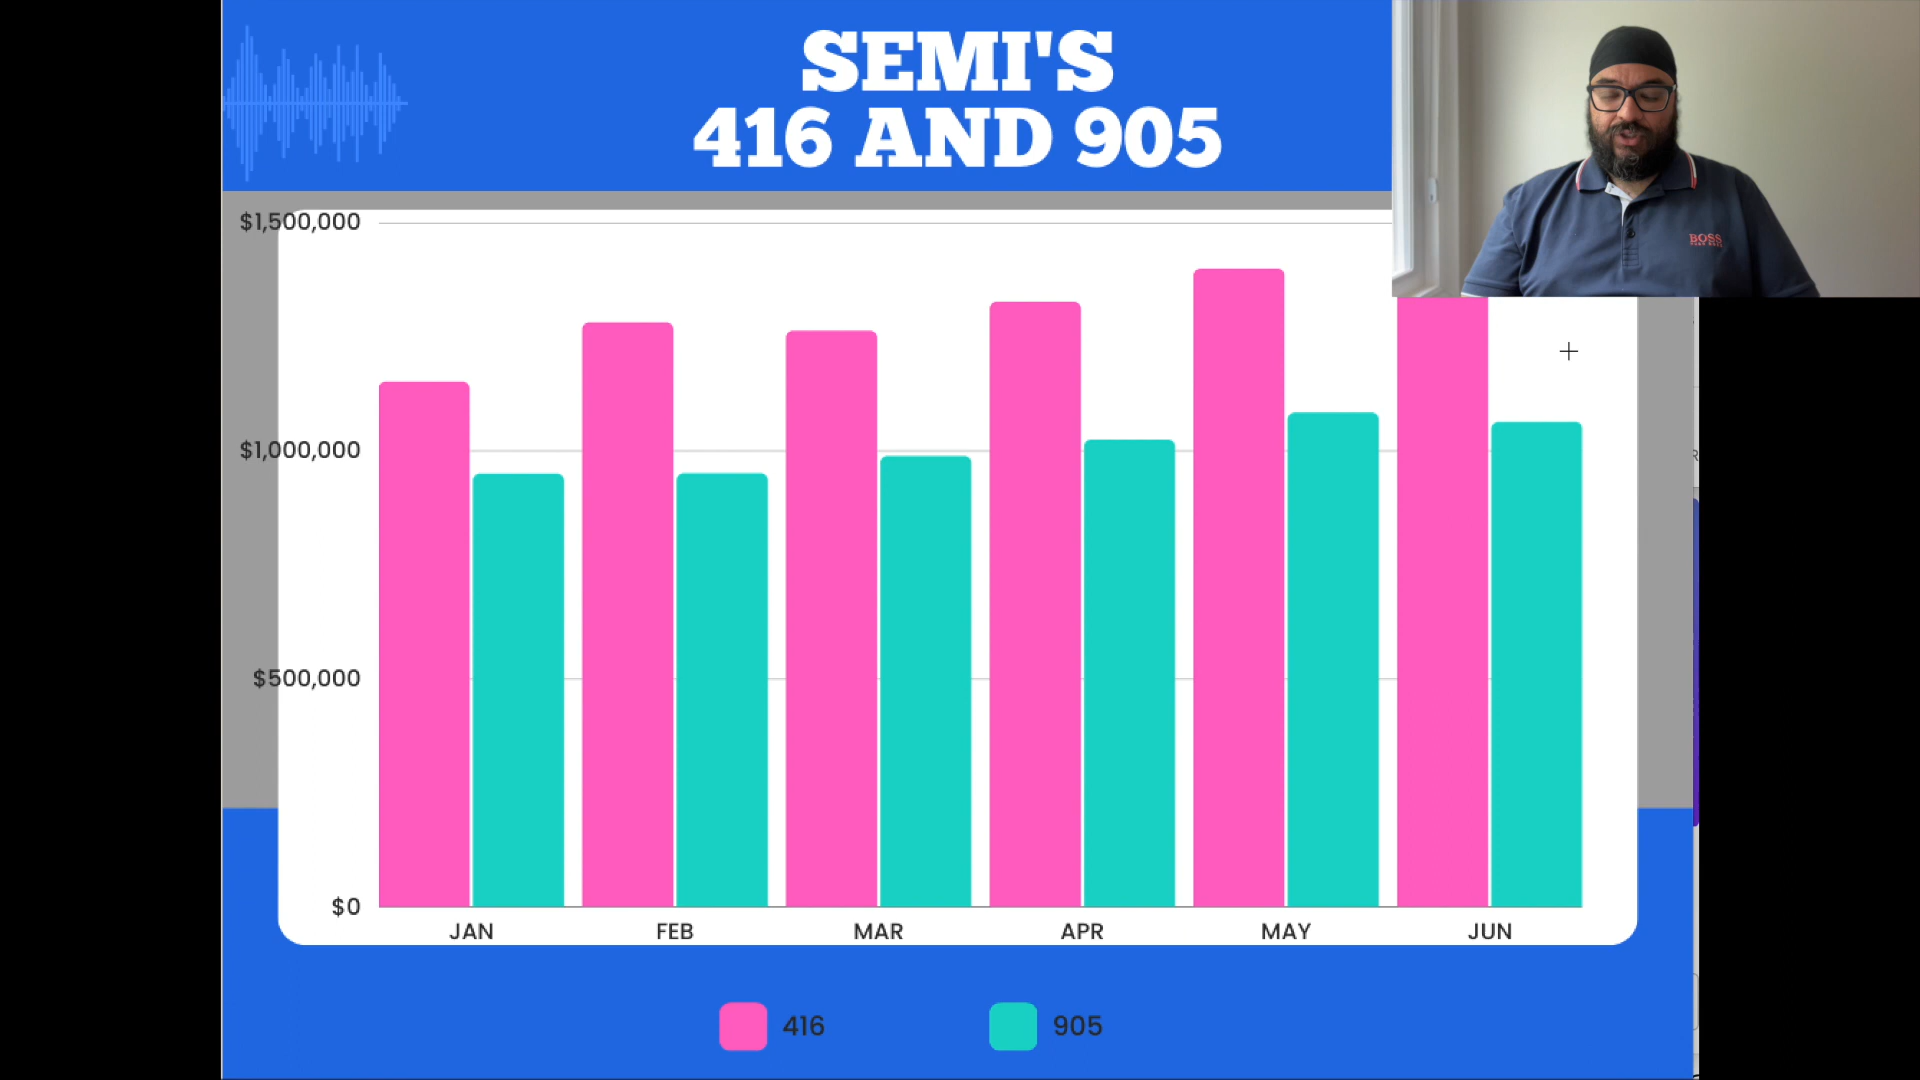 SEMI'S
416 AND 905
BOSS
$1,500,000
$1,000,000
$500,000
$0
JAN FEB MAR APR MAY JUN
416 905